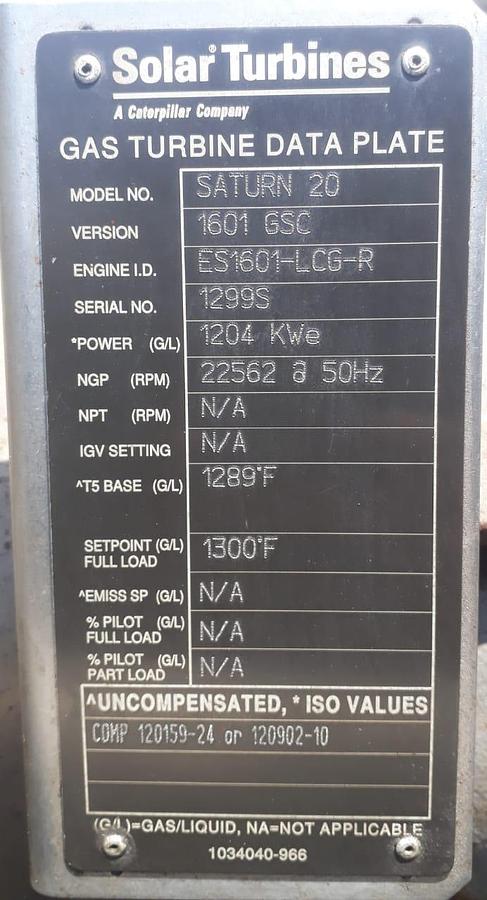 Solar® Turbines
A Caterpillar Company
GAS TURBINE DATA PLATE
MODEL NO. SATURN 20
VERSION 1601 GSC
ENGINE I.D. ES1601-LCG-R
SERIAL NO. 1299S
*POWER (G/L) 1204 KWe
NGP (RPM) 22562 @ 50Hz
NPT (RPM) N/A
IGV SETTING N/A
^T5 BASE (G/L) 1289°F
SETPOINT (G/L) 1300°F
FULL LOAD
^EMISS SP (G/L) N/A
% PILOT (G/L) N/A
FULL LOAD
% PILOT (G/L) N/A
PART LOAD
^UNCOMPENSATED, * ISO VALUES
COMP 120159-24 or 120902-10
(G/L)=GAS/LIQUID, NA=NOT APPLICABLE
1034040-966